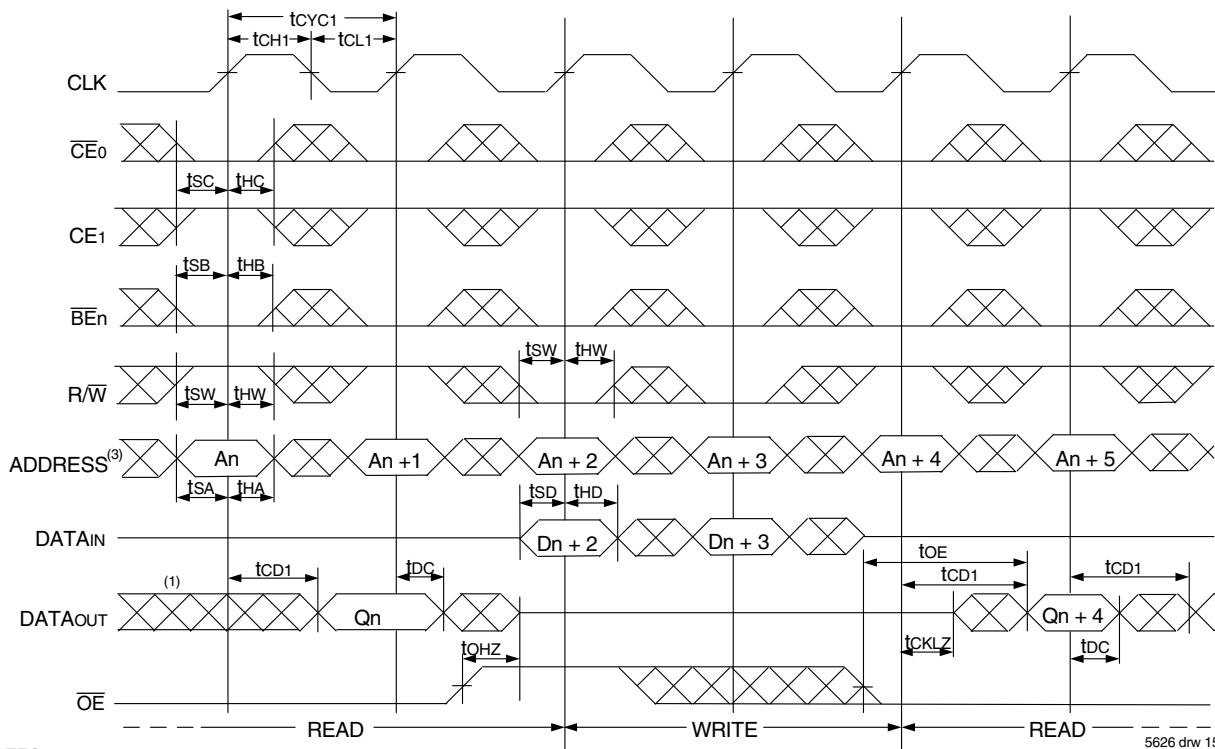 tCYC1
tCH1 tCL1
CLK
CE0
tSC tHC
CE1
tSB tHB
BEn
tSW tHW
R/W
tSW tHW
ADDRESS(3) An An +1 An + 2 An + 3 An + 4 An + 5
tSA tHA tSD tHD
DATAIN Dn + 2 Dn + 3
tOE
(1) tCD1 tDC tCD1 tCD1
DATAOUT Qn Qn + 4
tOHZ tCKLZ tDC
OE
READ WRITE READ
5626 drw 15